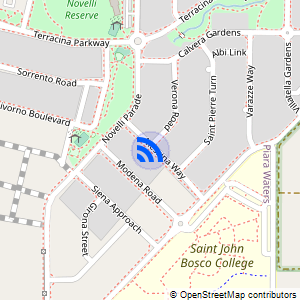 Novelli
Reserve
Terracina Parkway
Terracina
Calvera Gardens
Albi Link
Sorrento Road
Livorno Boulevard
Novelli Parade
Verona Road
Saint Pierre Turn
Varazze Way
Villatella Gardens
Way
Modena Road
Siena Approach
Girona Street
Piara Waters
Saint John
Bosco College
© OpenStreetMap contributors